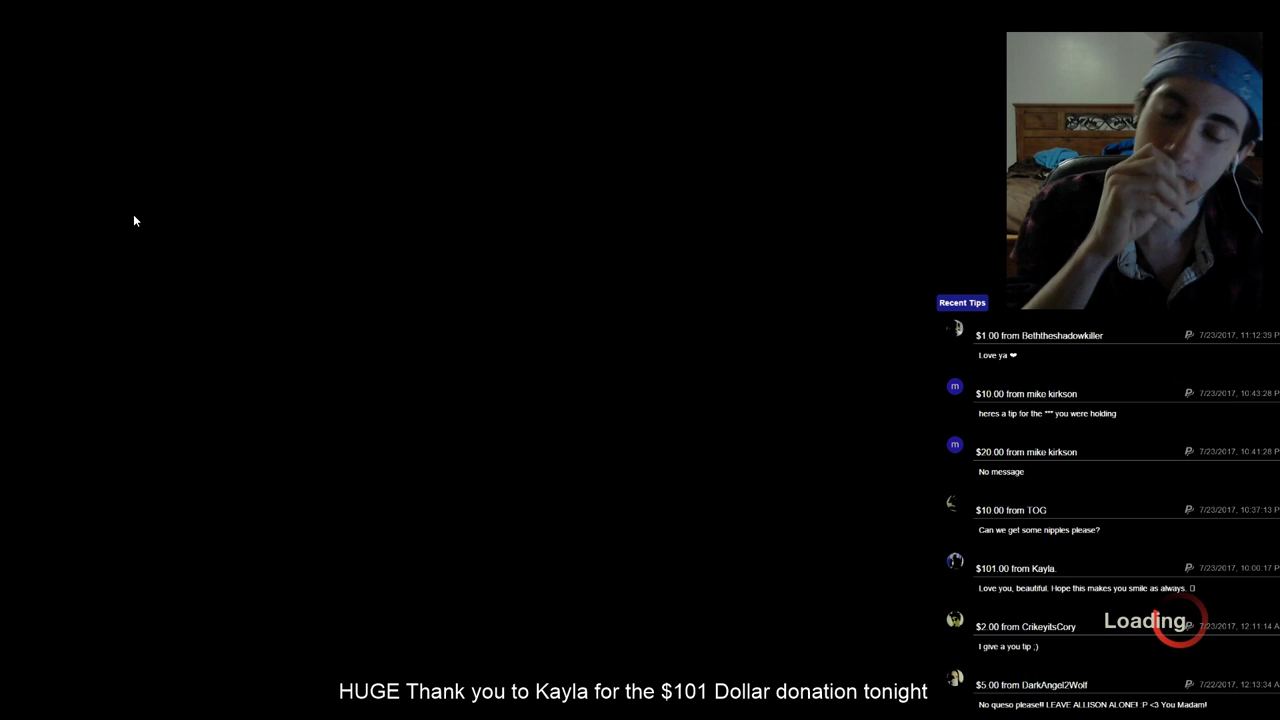 Recent Tips
$1.00 from Beththeshadowkiller 7/23/2017, 11:12:39 P
Love ya ❤
m $10.00 from mike kirkson 7/23/2017, 10:43:28 P
heres a tip for the *** you were holding
m $20.00 from mike kirkson 7/23/2017, 10:41:28 P
No message
$10.00 from TOG 7/23/2017, 10:37:13 P
Can we get some nipples please?
$101.00 from Kayla. 7/23/2017, 10:00:17 P
Love you, beautiful. Hope this makes you smile as always.
Loading
$2.00 from CrikeyitsCory 7/23/2017, 12:11:14 A
I give a you tip ;)
$5.00 from DarkAngel2Wolf 7/22/2017, 12:13:34 A
HUGE Thank you to Kayla for the $101 Dollar donation tonight
No queso please!! LEAVE ALLISON ALONE! :P <3 You Madam!